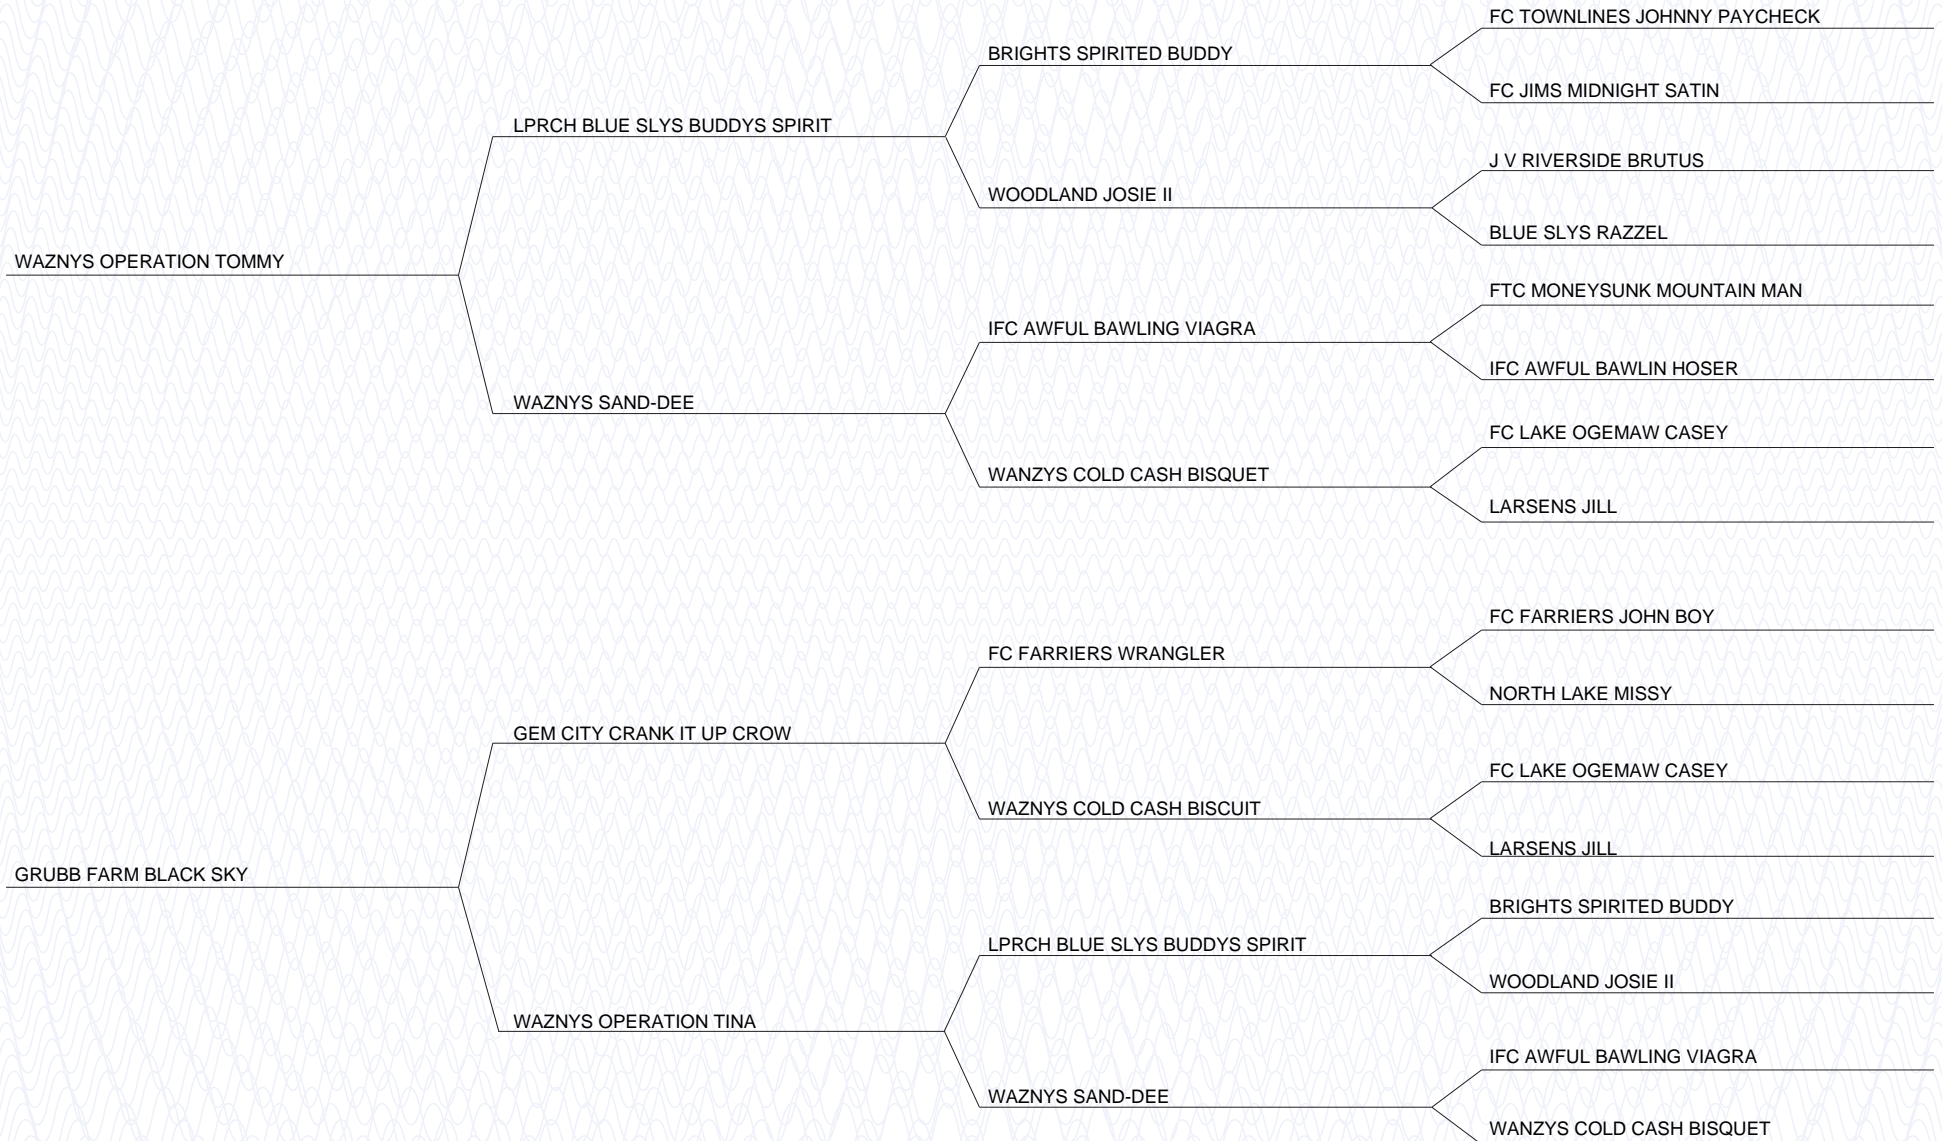 FC TOWNLINES JOHNNY PAYCHECK
BRIGHTS SPIRITED BUDDY
FC JIMS MIDNIGHT SATIN
LPRCH BLUE SLYS BUDDYS SPIRIT
J V RIVERSIDE BRUTUS
WOODLAND JOSIE II
BLUE SLYS RAZZEL
WAZNYS OPERATION TOMMY
FTC MONEYSUNK MOUNTAIN MAN
IFC AWFUL BAWLING VIAGRA
IFC AWFUL BAWLIN HOSER
WAZNYS SAND-DEE
FC LAKE OGEMAW CASEY
WANZYS COLD CASH BISQUET
LARSENS JILL
FC FARRIERS JOHN BOY
FC FARRIERS WRANGLER
NORTH LAKE MISSY
GEM CITY CRANK IT UP CROW
FC LAKE OGEMAW CASEY
WAZNYS COLD CASH BISCUIT
LARSENS JILL
GRUBB FARM BLACK SKY
BRIGHTS SPIRITED BUDDY
LPRCH BLUE SLYS BUDDYS SPIRIT
WOODLAND JOSIE II
WAZNYS OPERATION TINA
IFC AWFUL BAWLING VIAGRA
WAZNYS SAND-DEE
WANZYS COLD CASH BISQUET